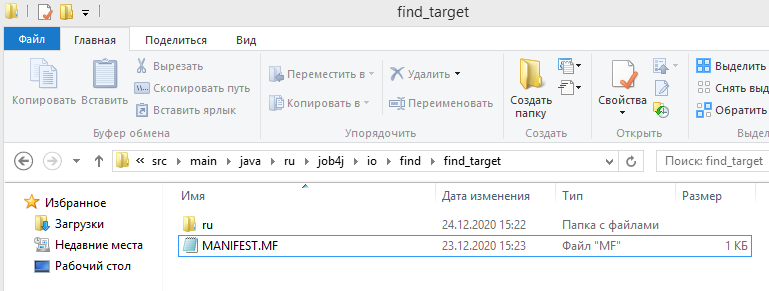 find_target
Файл Главная Поделиться Вид
Копировать Вставить Вырезать Скопировать путь Вставить ярлык
Переместить в Копировать в Удалить Переименовать
Создать папку
Свойства
Выделить Снять выд Обратить
Буфер обмена Упорядочить Создать Открыть Выдел
« src main java ru job4j io find find_target Поиск: find_target
Избранное
Загрузки
Недавние места
Рабочий стол
Имя Дата изменения Тип Размер
ru 24.12.2020 15:22 Папка с файлами
MANIFEST.MF 23.12.2020 15:23 Файл "MF" 1 КБ